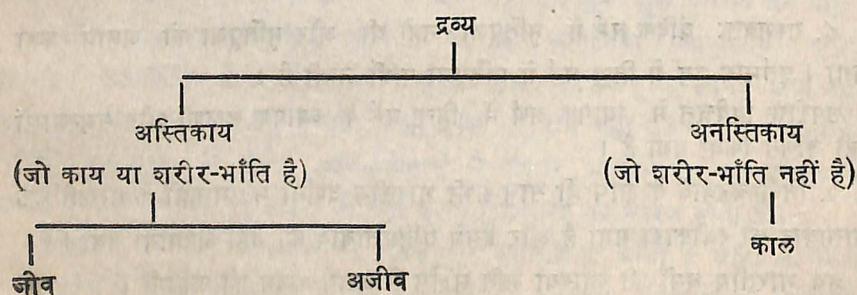 द्रव्य
अस्तिकाय अनस्तिकाय
(जो काय या शरीर-भाँति है) (जो शरीर-भाँति नहीं है)
काल
जीव अजीव